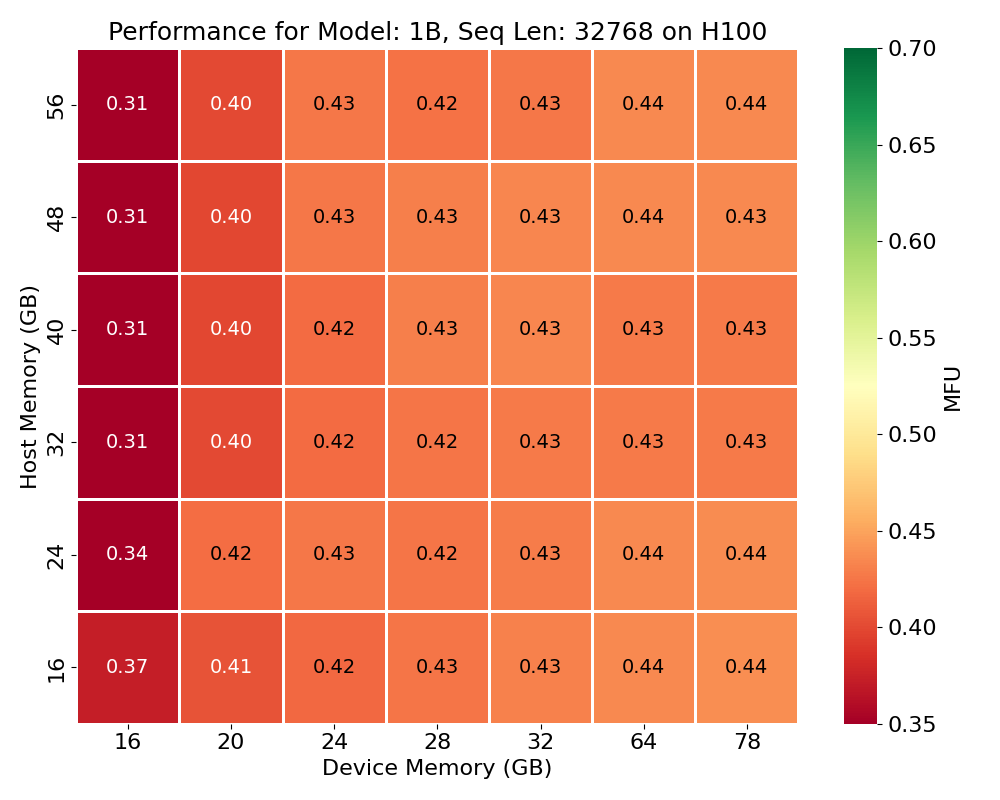 Performance for Model: 1B, Seq Len: 32768 on H100
Host Memory (GB)
56 0.31 0.40 0.43 0.42 0.43 0.44 0.44
48 0.31 0.40 0.43 0.43 0.43 0.44 0.43
40 0.31 0.40 0.42 0.43 0.43 0.43 0.43
32 0.31 0.40 0.42 0.42 0.43 0.43 0.43
24 0.34 0.42 0.43 0.42 0.43 0.44 0.44
16 0.37 0.41 0.42 0.43 0.43 0.44 0.44
16 20 24 28 32 64 78
Device Memory (GB)
0.70
0.65
0.60
0.55
0.50
0.45
0.40
0.35
MFU